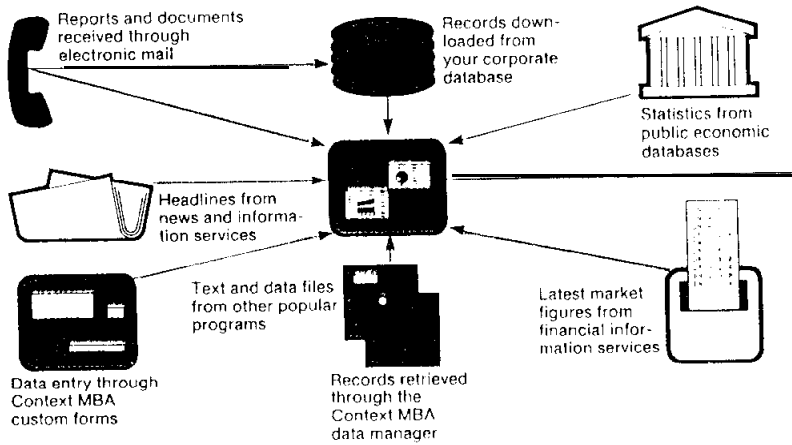 Reports and documents
received through
electronic mail
Records down-
loaded from
your corporate
database
Statistics from
public economic
databases
Headlines from
news and informa-
tion services
Text and data files
from other popular
programs
Latest market
figures from
financial infor-
mation services
Data entry through
Context MBA
custom forms
Records retrieved
through the
Context MBA
data manager